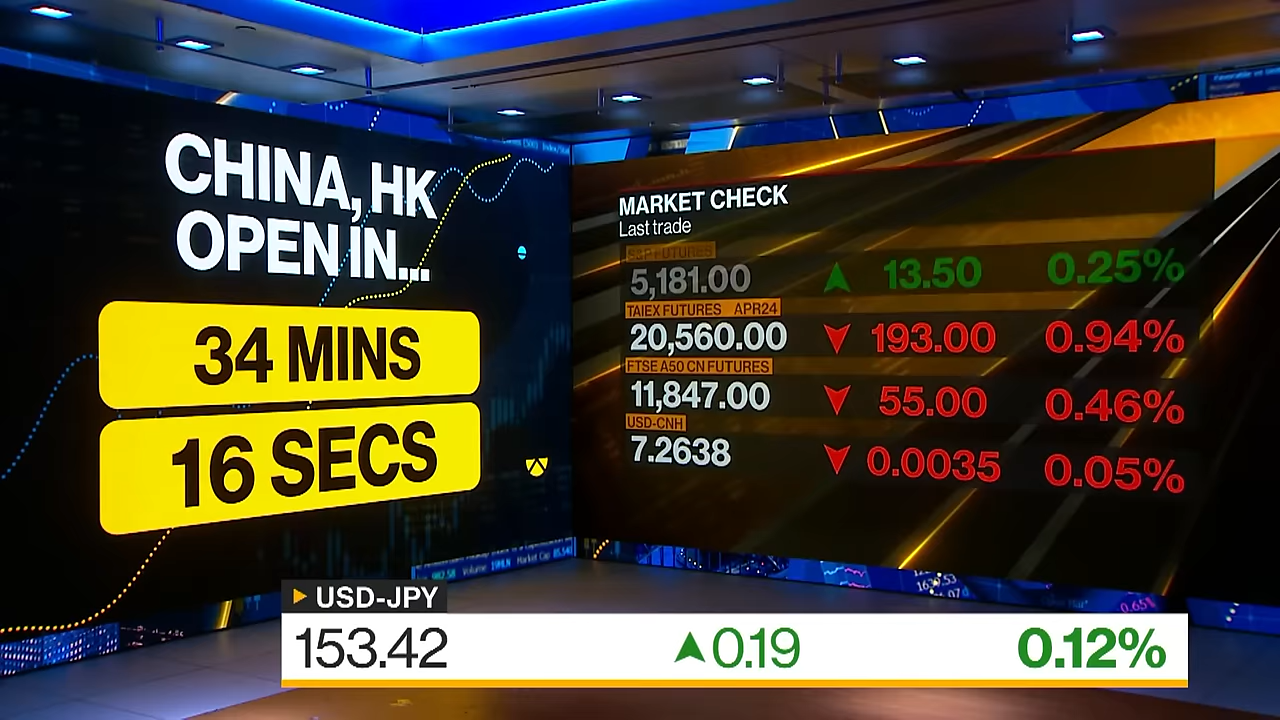 CHINA, HK
OPEN IN...
34 MINS
16 SECS
MARKET CHECK
Last trade
S&P FUTURES
5,181.00 13.50 0.25%
TAIEX FUTURES APR24
20,560.00 193.00 0.94%
FTSE A50 CN FUTURES
11,847.00 55.00 0.46%
USD-CNH
7.2638 0.0035 0.05%
USD-JPY
153.42 0.19 0.12%